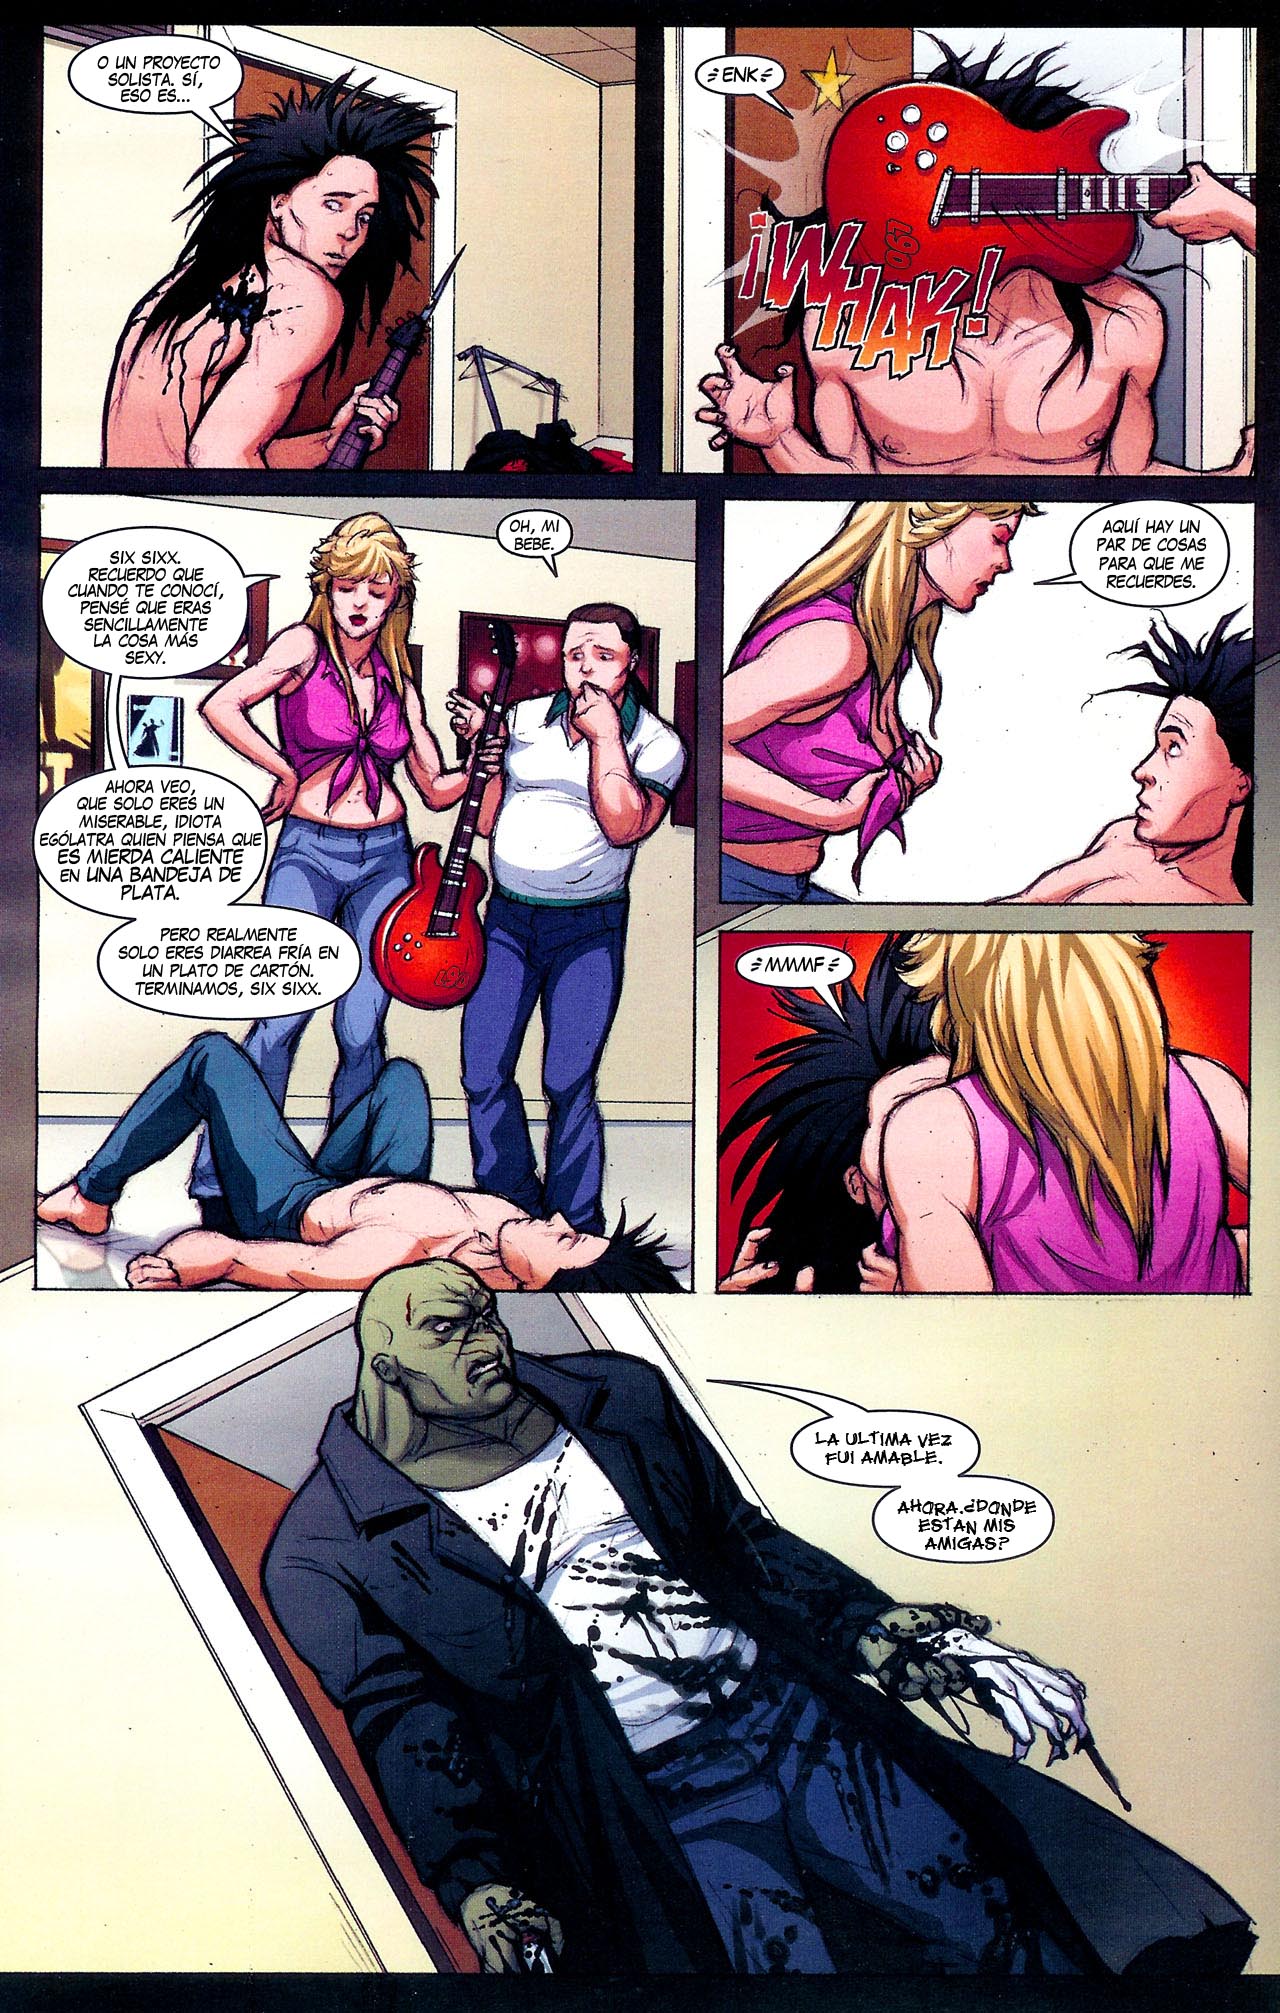 O UN PROYECTO
SOLISTA. SÍ,
ESO ES...
ENK
¡WHAK!
SIX SIXX.
RECUERDO QUE
CUANDO TE CONOCÍ,
PENSÉ QUE ERAS
SENCILLAMENTE
LA COSA MÁS
SEXY.
OH, MI
BEBE.
AHORA VEO,
QUE SOLO ERES UN
MISERABLE, IDIOTA
EGÓLATRA QUIEN PIENSA QUE
ES MIERDA CALIENTE
EN UNA BANDEJA DE
PLATA.
PERO REALMENTE
SOLO ERES DIARREA FRÍA EN
UN PLATO DE CARTÓN.
TERMINAMOS, SIX SIXX.
AQUÍ HAY UN
PAR DE COSAS
PARA QUE ME
RECUERDES.
MMMF
LA ULTIMA VEZ
FUI AMABLE.
AHORA.¿DONDE
ESTAN MIS
AMIGAS?